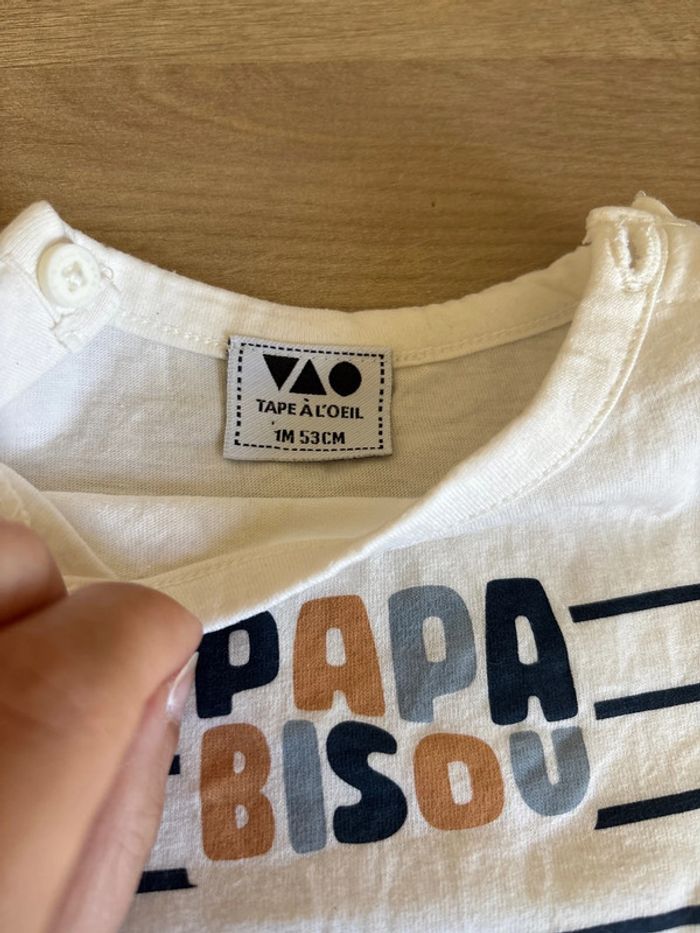 TAPE À L'OEIL
1M 53CM
PAPA
BISOU